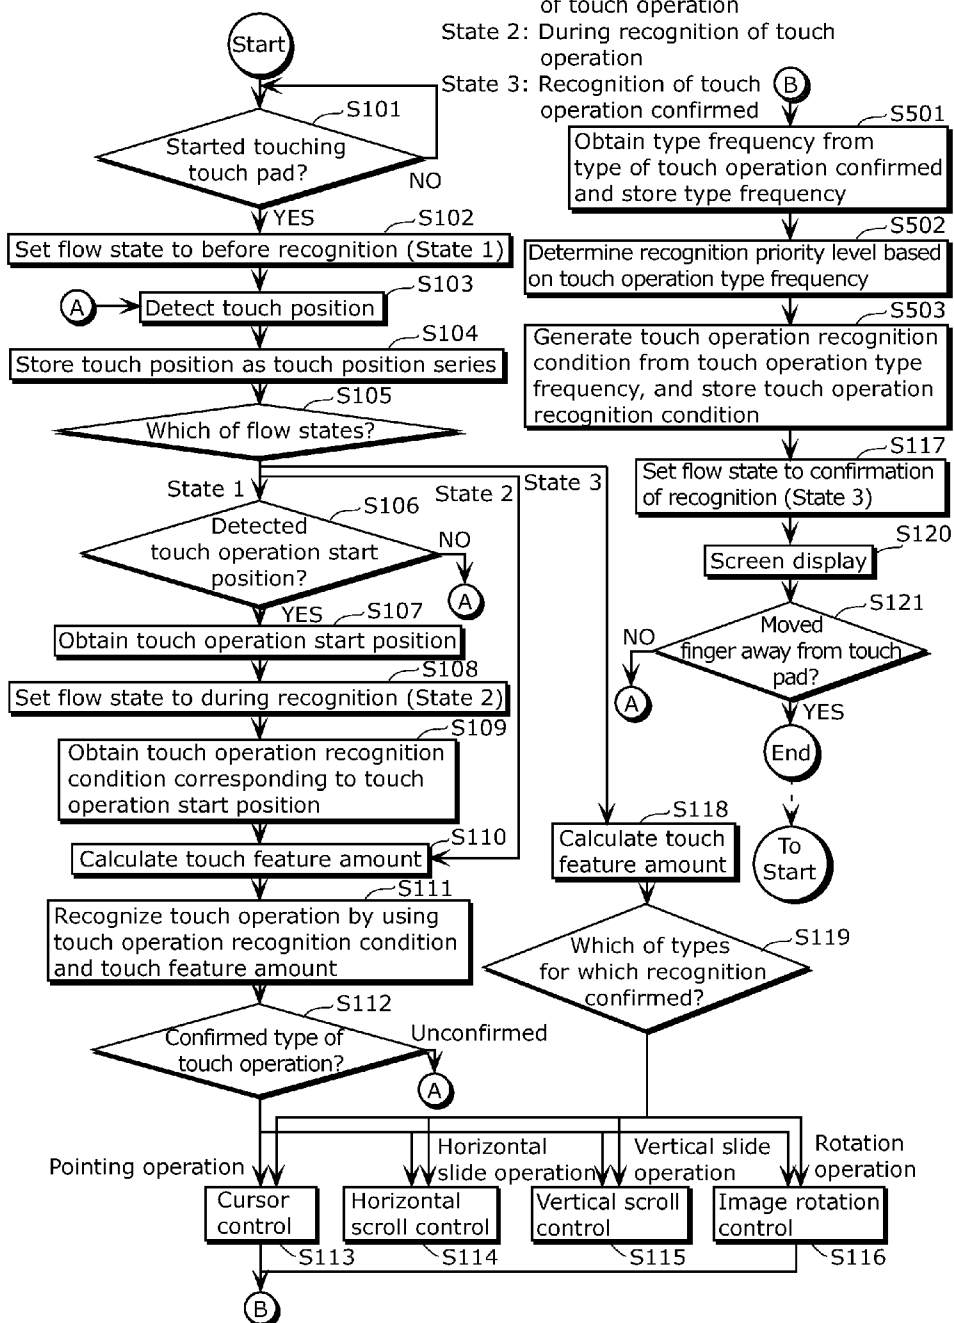 of touch operation
State 2: During recognition of touch
operation
State 3: Recognition of touch
operation confirmed
Start
S101
Started touching
touch pad?
NO
YES
S102
Set flow state to before recognition (State 1)
S103
A
Detect touch position
S104
Store touch position as touch position series
S105
Which of flow states?
State 1
State 2
State 3
S106
Detected
touch operation start
position?
NO
A
YES
S107
Obtain touch operation start position
S108
Set flow state to during recognition (State 2)
S109
Obtain touch operation recognition
condition corresponding to touch
operation start position
S110
Calculate touch feature amount
S111
Recognize touch operation by using
touch operation recognition condition
and touch feature amount
S112
Confirmed type of
touch operation?
Unconfirmed
A
B
S501
Obtain type frequency from
type of touch operation confirmed
and store type frequency
S502
Determine recognition priority level based
on touch operation type frequency
S503
Generate touch operation recognition
condition from touch operation type
frequency, and store touch operation
recognition condition
S117
Set flow state to confirmation
of recognition (State 3)
S120
Screen display
S121
Moved
finger away from touch
pad?
NO
A
YES
End
To
Start
S118
Calculate touch
feature amount
S119
Which of types
for which recognition
confirmed?
Pointing operation
Horizontal
slide operation
Vertical slide
operation
Rotation
operation
Cursor
control
Horizontal
scroll control
Vertical scroll
control
Image rotation
control
S113
S114
S115
S116
B